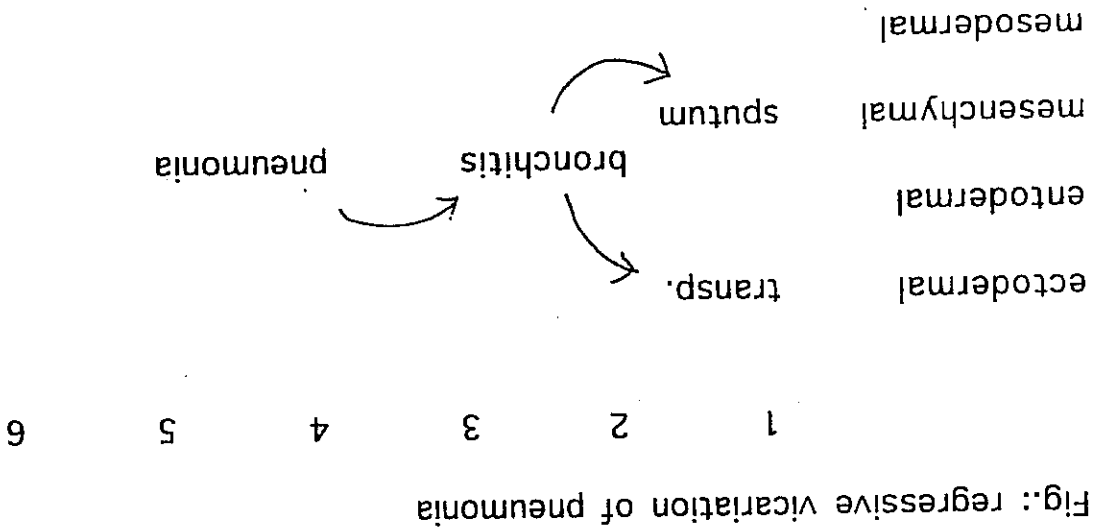 Fig.: regressive vicariation of pneumonia
1 2 3 4 5 6
ectodermal transp.
entodermal
bronchitis pneumonia
mesenchymal sputum
mesodermal